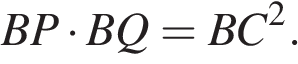 BP · BQ = BC².